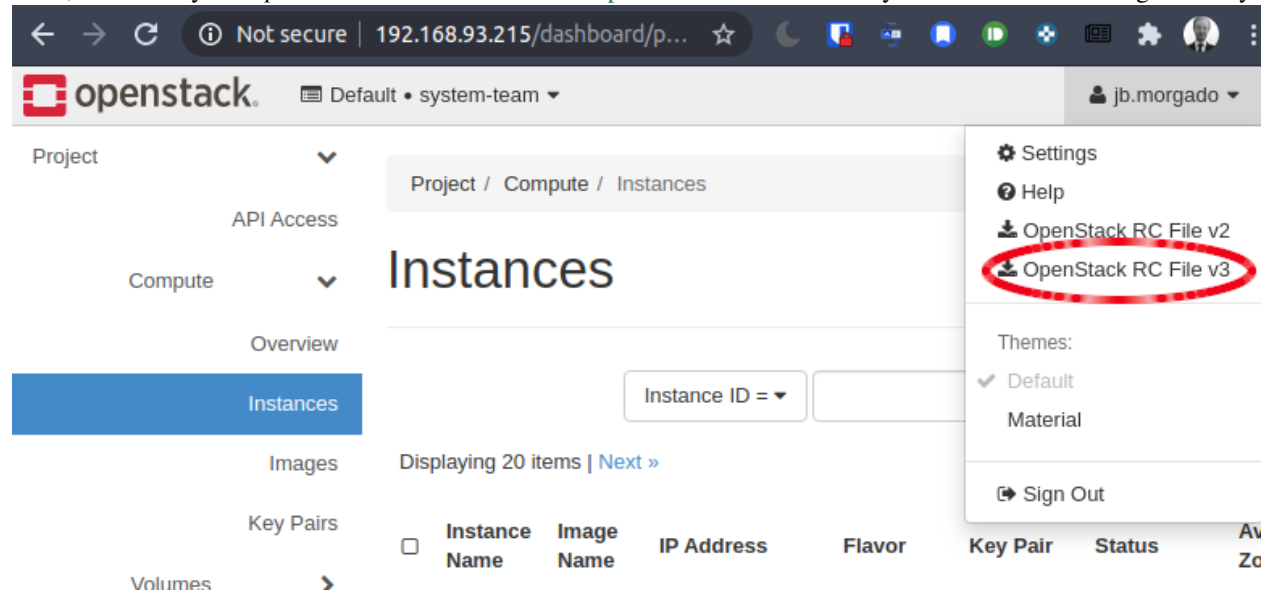 Not secure | 192.168.93.215/dashboard/p...
openstack. Default • system-team jb.morgado
Project
API Access
Compute
Overview
Instances
Images
Key Pairs
Volumes
Project / Compute / Instances
Instances
Instance ID =
Displaying 20 items | Next »
Instance Name Image Name IP Address Flavor Key Pair Status
Settings
Help
OpenStack RC File v2
OpenStack RC File v3
Themes:
Default
Material
Sign Out